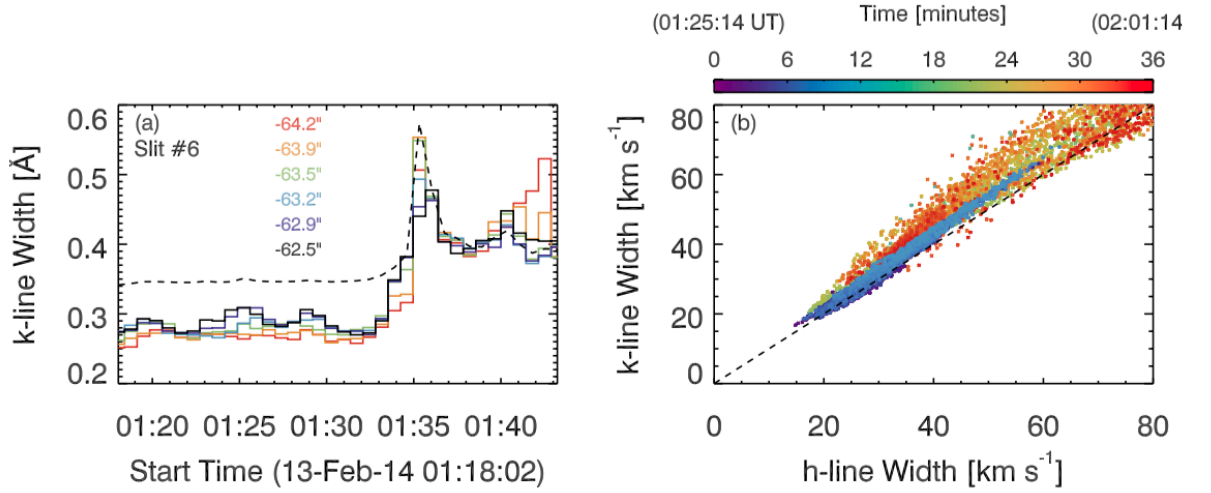 Time [minutes]
(01:25:14 UT)
(02:01:14
0 6 12 18 24 30 36
(a)
Slit #6
-64.2"
-63.9"
-63.5"
-63.2"
-62.9"
-62.5"
0.6
0.5
0.4
0.3
0.2
k-line Width [Å]
01:20 01:25 01:30 01:35 01:40
Start Time (13-Feb-14 01:18:02)
(b)
80
60
40
20
0
k-line Width [km s⁻¹]
0 20 40 60 80
h-line Width [km s⁻¹]